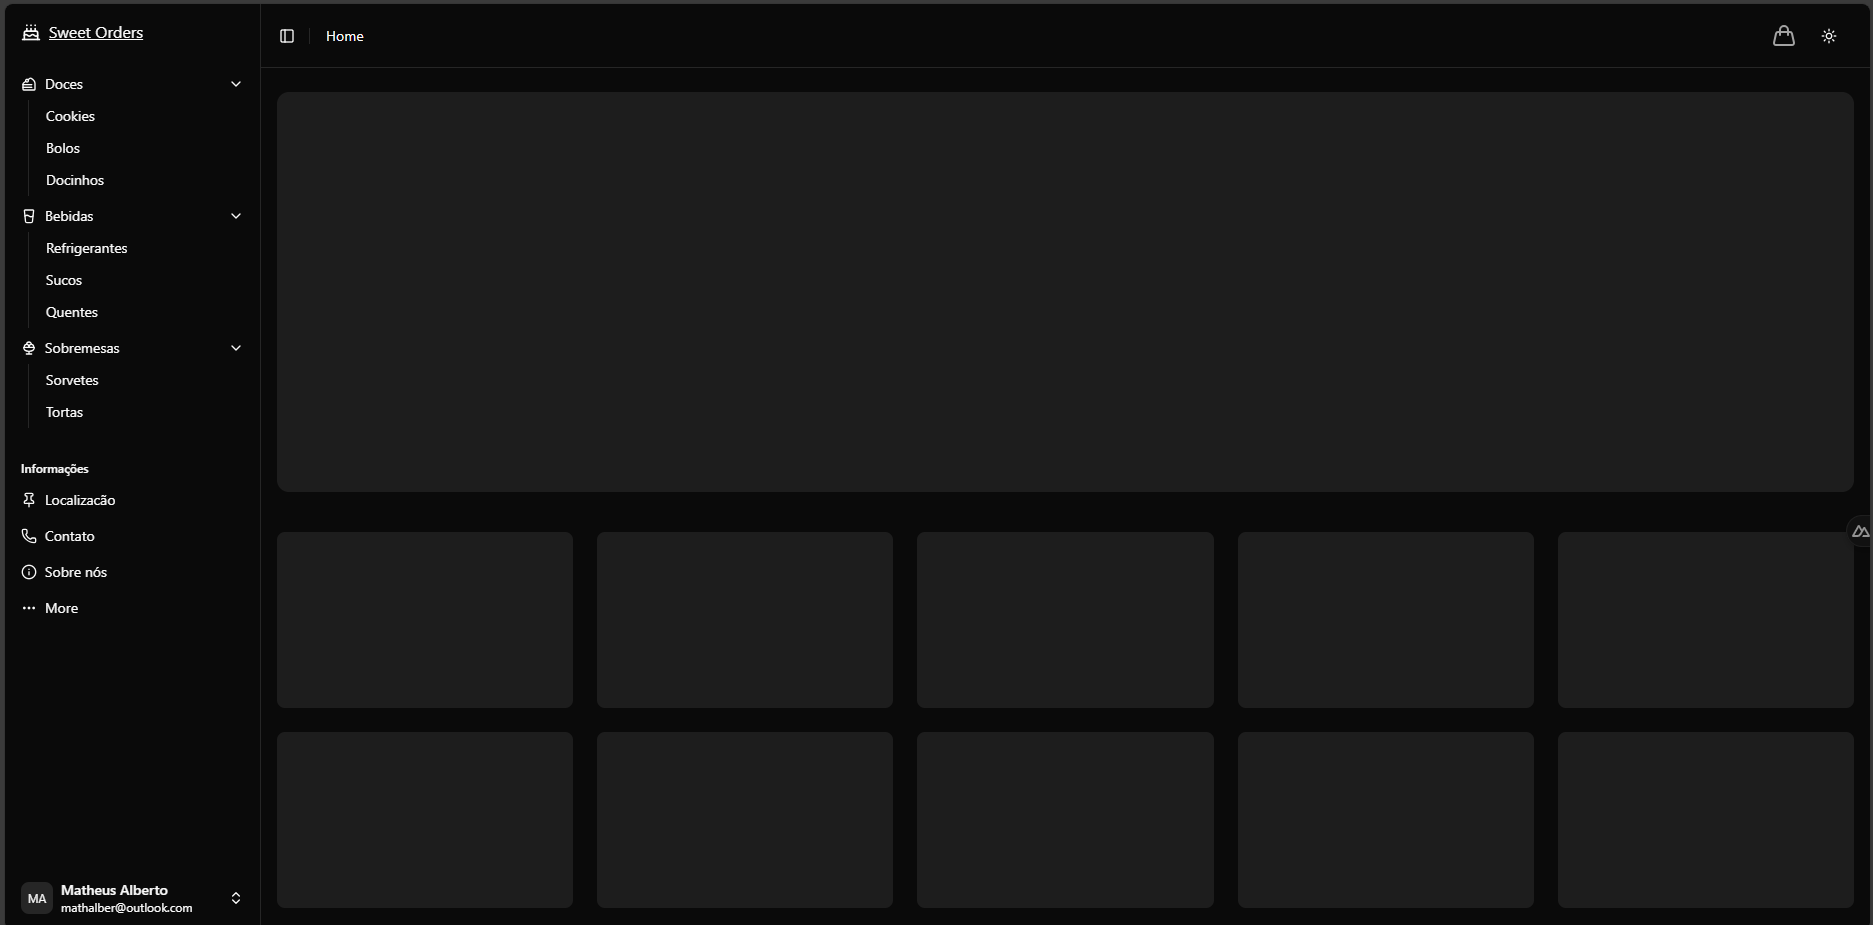 Sweet Orders
Home
Doces
Cookies
Bolos
Docinhos
Bebidas
Refrigerantes
Sucos
Quentes
Sobremesas
Sorvetes
Tortas
Informações
Localizacão
Contato
Sobre nós
More
MA
Matheus Alberto
mathalber@outlook.com